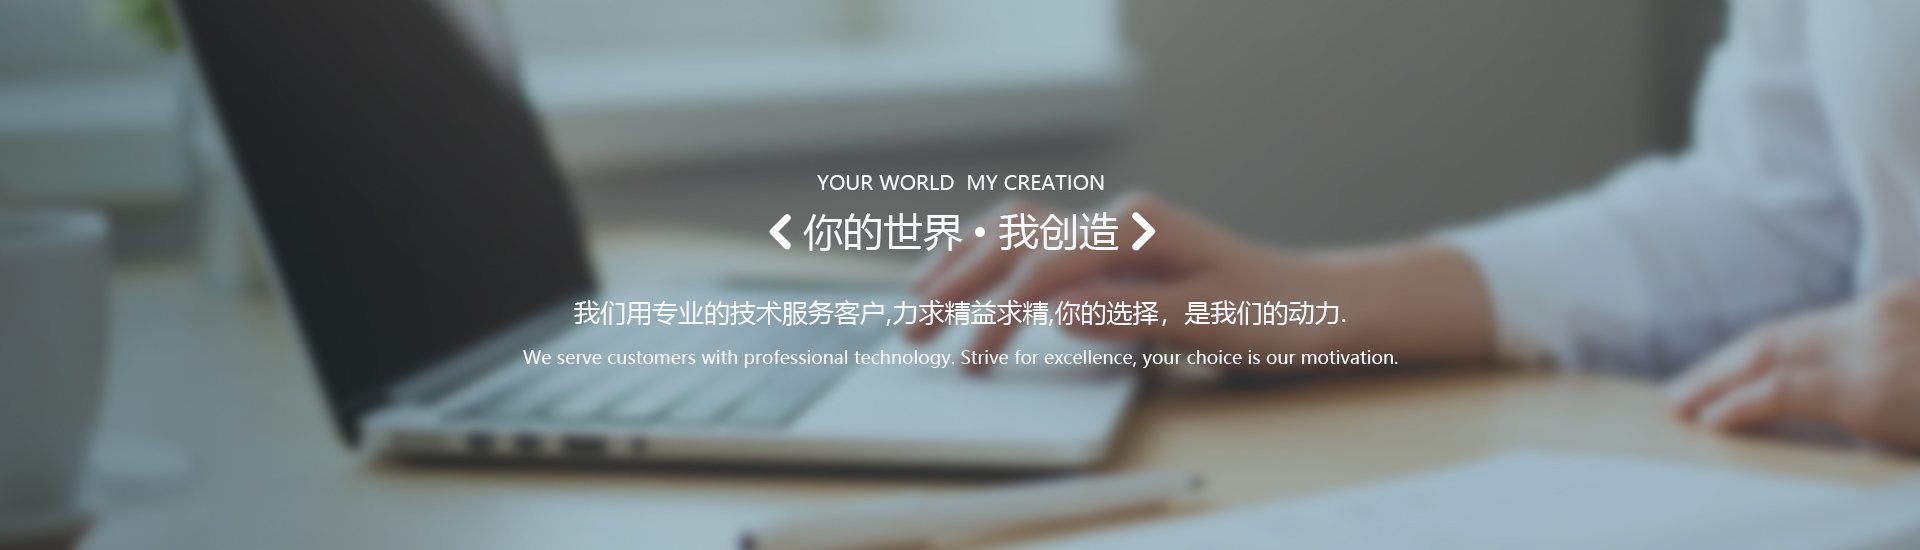 YOUR WORLD MY CREATION
你的世界•我创造
我们用专业的技术服务客户,力求精益求精,你的选择，是我们的动力.
We serve customers with professional technology. Strive for excellence, your choice is our motivation.